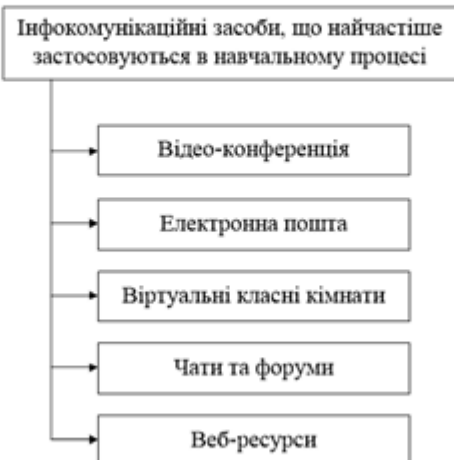 Інфокомунікаційні засоби, що найчастіше
застосовуються в навчальному процесі
Відео-конференція
Електронна пошта
Віртуальні класні кімнати
Чати та форуми
Веб-ресурси